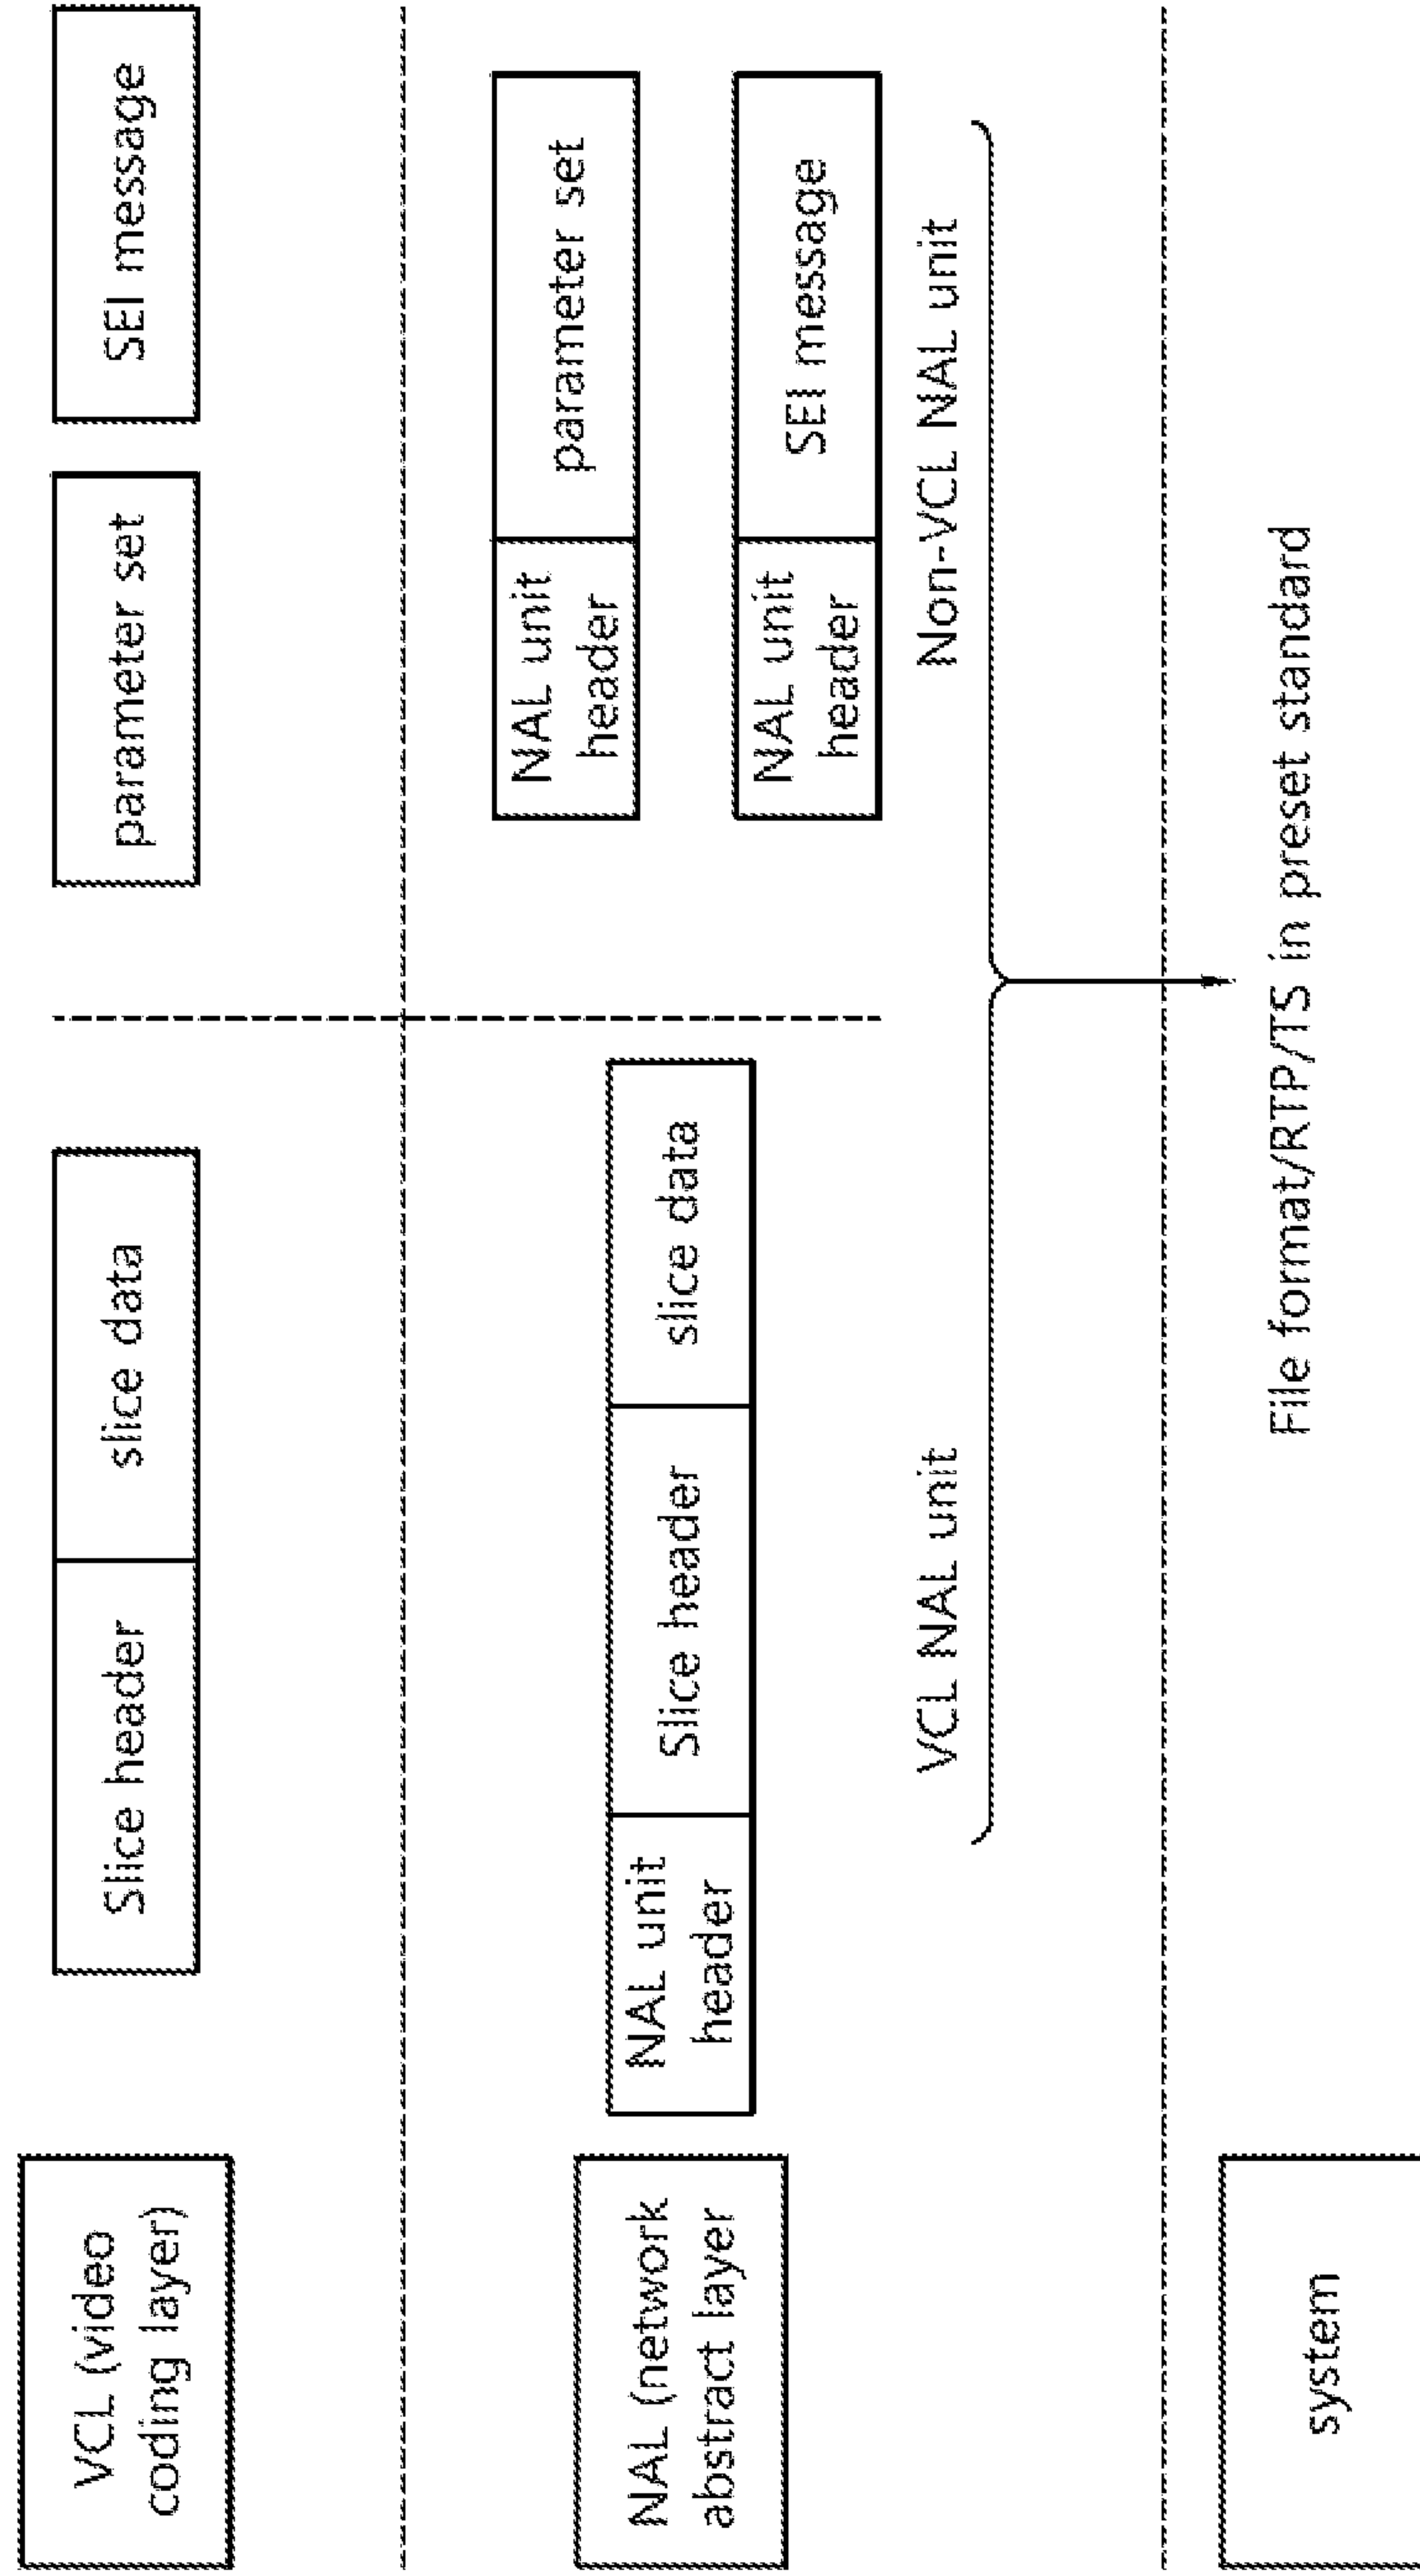 VCL (video
coding layer)
Slice header
slice data
parameter set
SEI message
NAL (network
abstract layer
NAL unit
header
Slice header
slice data
NAL unit
header
parameter set
NAL unit
header
SEI message
VCL NAL unit
Non-VCL NAL unit
system
File format/RTP/TS in preset standard